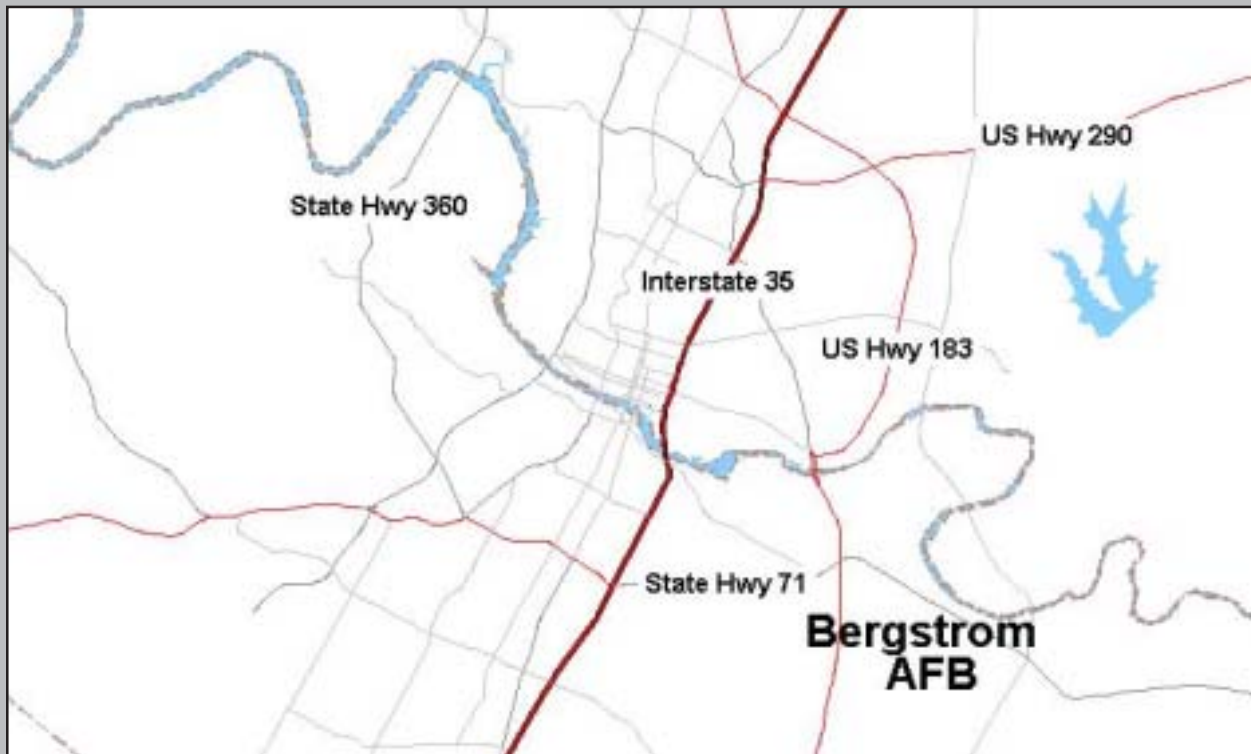 US Hwy 290
State Hwy 360
Interstate 35
US Hwy 183
State Hwy 71
Bergstrom
AFB